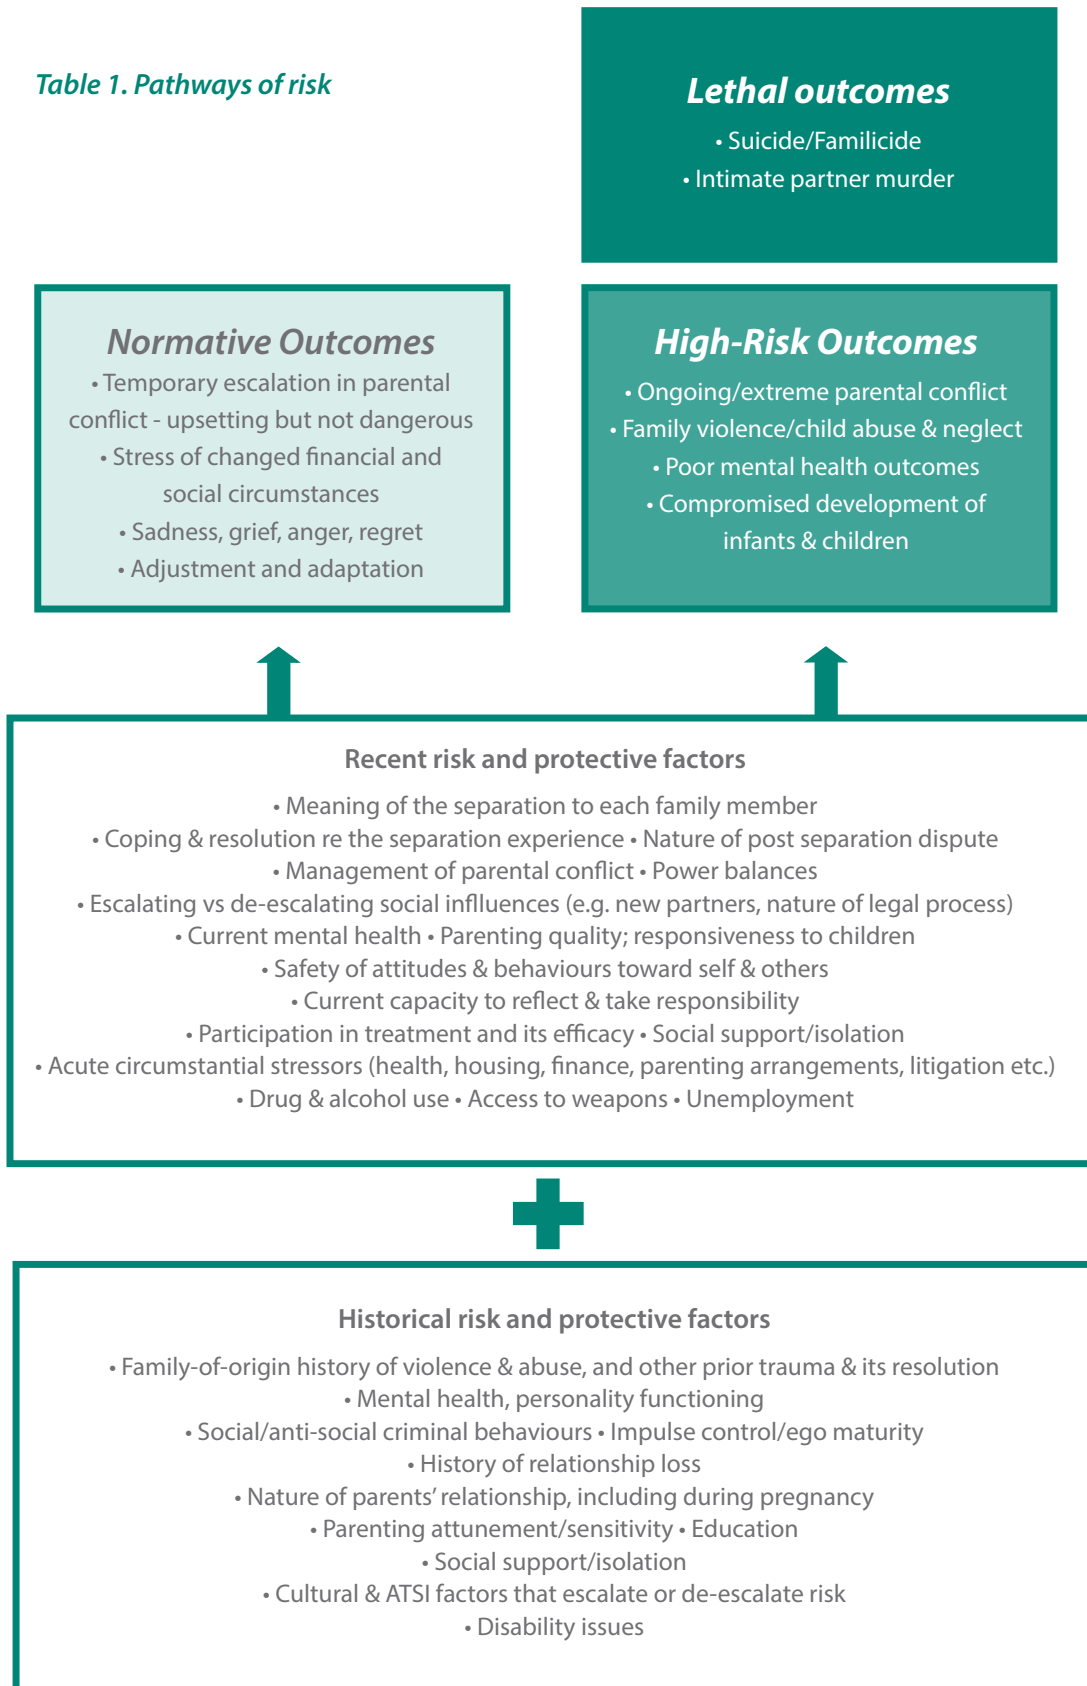 Table 1. Pathways of risk
Lethal outcomes
• Suicide/Familicide
• Intimate partner murder
Normative Outcomes
• Temporary escalation in parental
conflict - upsetting but not dangerous
• Stress of changed financial and
social circumstances
• Sadness, grief, anger, regret
• Adjustment and adaptation
High-Risk Outcomes
• Ongoing/extreme parental conflict
• Family violence/child abuse & neglect
• Poor mental health outcomes
• Compromised development of
infants & children
Recent risk and protective factors
• Meaning of the separation to each family member
• Coping & resolution re the separation experience • Nature of post separation dispute
• Management of parental conflict • Power balances
• Escalating vs de-escalating social inflluences (e.g. new partners, nature of legal process)
• Current mental health • Parenting quality; responsiveness to children
• Safety of attitudes & behaviours toward self & others
• Current capacity to reflect & take responsibility
• Participation in treatment and its efficacy • Social support/isolation
• Acute circumstantial stressors (health, housing, finance, parenting arrangements, litigation etc.)
• Drug & alcohol use • Access to weapons • Unemployment
Historical risk and protective factors
• Family-of-origin history of violence & abuse, and other prior trauma & its resolution
• Mental health, personality functioning
• Social/anti-social criminal behaviours • Impulse control/ego maturity
• History of relationship loss
• Nature of parents’ relationship, including during pregnancy
• Parenting attunement/sensitivity • Education
• Social support/isolation
• Cultural & ATSI factors that escalate or de-escalate risk
• Disability issues